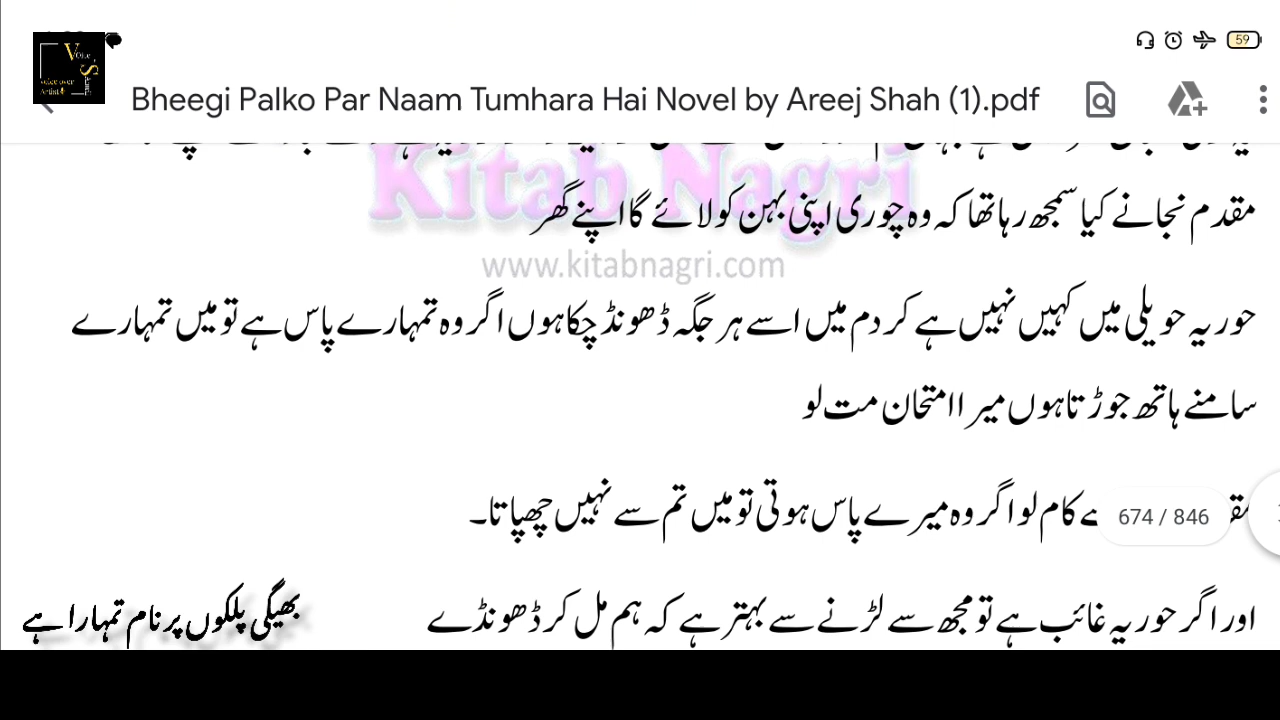 59
Voice
voice over
Artist
Bheegi Palko Par Naam Tumhara Hai Novel by Areej Shah (1).pdf
Kitab Nagri
مقدم نجانے کیا سمجھ رہا تھا کہ وہ چوری اپنی بہن کو لائے گا اپنے گھر
www.kitabnagri.com
حوریہ حویلی میں کہیں نہیں ہے کردم میں اسے ہر جگہ ڈھونڈ چکا ہوں اگر وہ تمہارے پاس ہے تو میں تمہارے
سامنے ہاتھ جوڑتا ہوں میرا امتحان مت لو
کام لو اگر وہ میرے پاس ہوتی تو میں تم سے نہیں چھپاتا۔
674 / 846
اور اگر حوریہ غائب ہے تو مجھ سے لڑنے سے بہتر ہے کہ ہم مل کر ڈھونڈے
بھیگی پلکوں پر نام تمہارا ہے